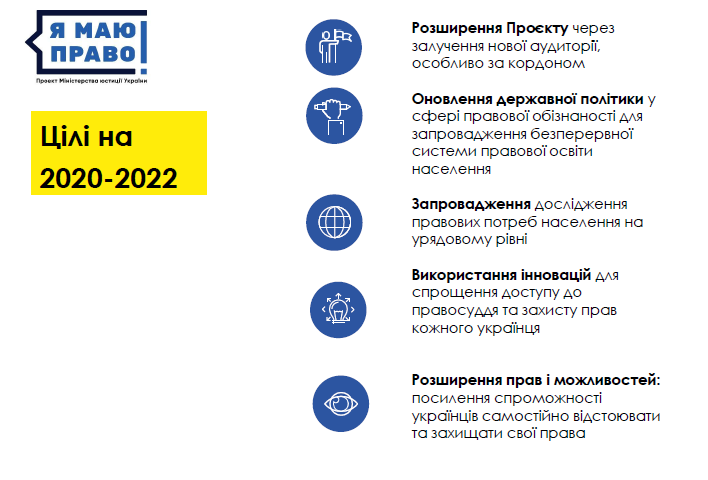 Я МАЮ
ПРАВО!
Проект Міністерства юстиції України
Цілі на
2020-2022
Розширення Проєкту через
залучення нової аудиторії,
особливо за кордоном
Оновлення державної політики у
сфері правової обізнаності для
запровадження безперервної
системи правової освіти
населення
Запровадження дослідження
правових потреб населення на
урядовому рівні
Використання інновацій для
спрощення доступу до
правосуддя та захисту прав
кожного українця
Розширення прав і можливостей:
посилення спроможності
українців самостійно відстоювати
та захищати свої права